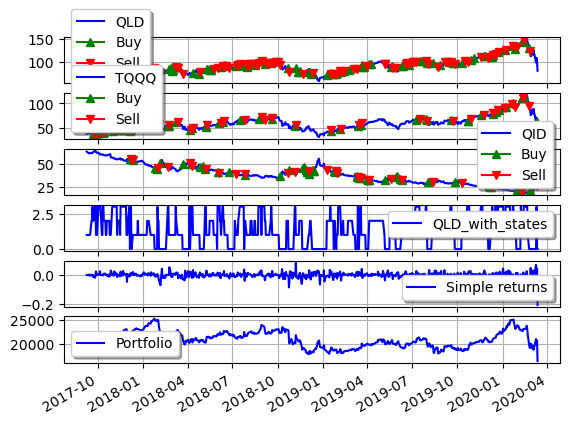 QLD
Buy
Sell
150
100
TQQQ
Buy
Sell
100
50
QID
Buy
Sell
50
25
QLD_with_states
2.5
0.0
Simple returns
0.0
−0.2
Portfolio
25000
20000
2017-10
2018-01
2018-04
2018-07
2018-10
2019-01
2019-04
2019-07
2019-10
2020-01
2020-04